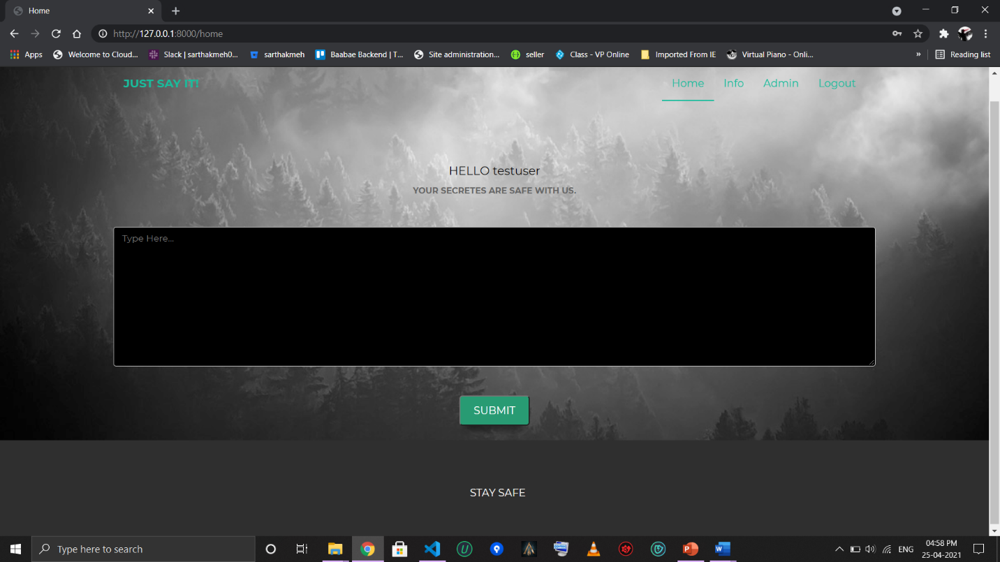 Home
http://127.0.0.1:8000/home
Apps Welcome to Cloud... Slack | sarthakmeh0... sarthakmeh Baabae Backend | T... Site administration... seller Class - VP Online Imported From IE Virtual Piano - Onli... » Reading list
JUST SAY IT! Home Info Admin Logout
HELLO testuser
YOUR SECRETES ARE SAFE WITH US.
Type Here...
SUBMIT
STAY SAFE
Type here to search
ENG
04:58 PM
25-04-2021